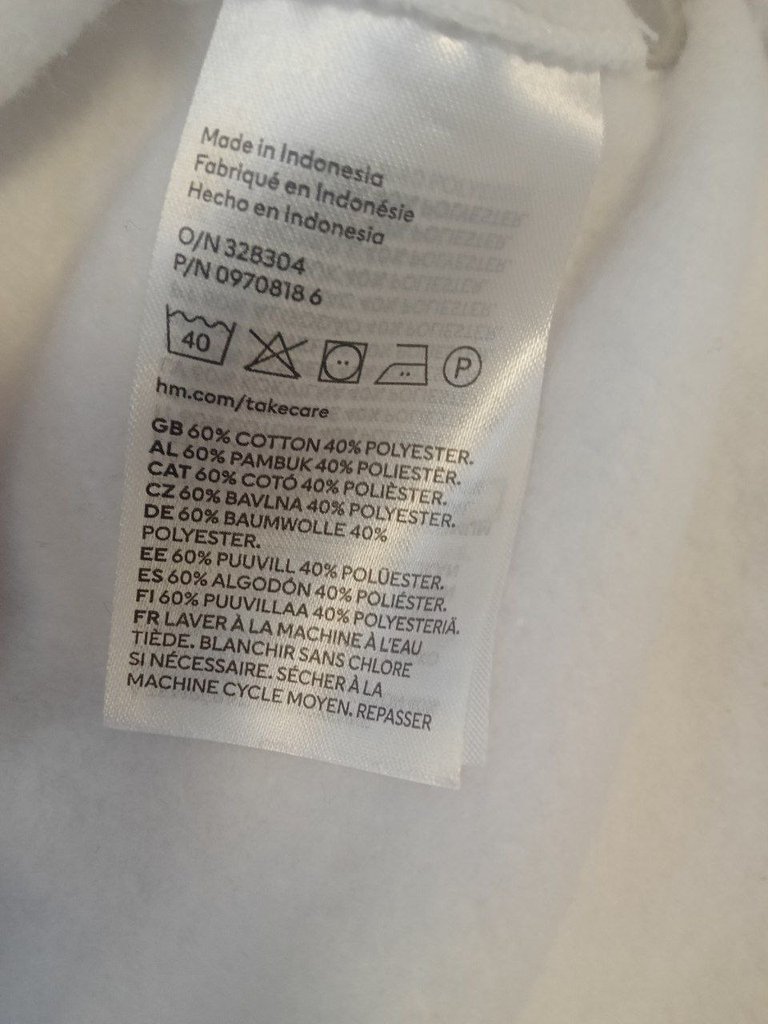 Made in Indonesia
Fabriqué en Indonésie
Hecho en Indonesia
O/N 328304
P/N 0970818 6
40
P
hm.com/takecare
GB 60% COTTON 40% POLYESTER.
AL 60% PAMBUK 40% POLIESTËR.
CAT 60% COTÓ 40% POLIÈSTER.
CZ 60% BAVLNA 40% POLYESTER.
DE 60% BAUMWOLLE 40%
POLYESTER.
EE 60% PUUVILL 40% POLÜESTER.
ES 60% ALGODÓN 40% POLIÉSTER.
FI 60% PUUVILLAA 40% POLYESTERIÄ.
FR LAVER À LA MACHINE À L'EAU
TIÈDE. BLANCHIR SANS CHLORE
SI NÉCESSAIRE. SÉCHER À LA
MACHINE CYCLE MOYEN. REPASSER